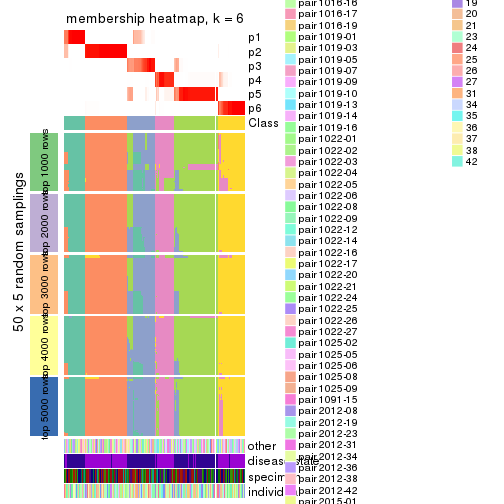 membership heatmap, k = 6
p1
p2
p3
p4
p5
p6
Class
50 x 5 random samplings
top 1000 rows
top 2000 rows
top 3000 rows
top 4000 rows
top 5000 rows
other
disease.state
individ
pair1016-16
pair1016-19
pair1019-01
pair1019-03
pair1019-05
pair1019-07
pair1019-09
pair1019-10
pair1019-13
pair1019-14
pair1019-16
pair1022-01
pair1022-02
pair1022-03
pair1022-04
pair1022-05
pair1022-06
pair1022-08
pair1022-09
pair1022-12
pair1022-14
pair1022-16
pair1022-17
pair1022-20
pair1022-21
pair1022-24
pair1022-25
pair1022-26
pair1022-27
pair1025-02
pair1025-05
pair1025-06
pair1025-08
pair1025-09
pair1091-15
pair2012-08
pair2012-19
pair2012-23
pair2012-31
pair2012-34
pair2012-36
pair2012-38
pair2012-42
pair2015-01
19
20
21
23
24
25
26
27
31
34
35
36
37
38
42